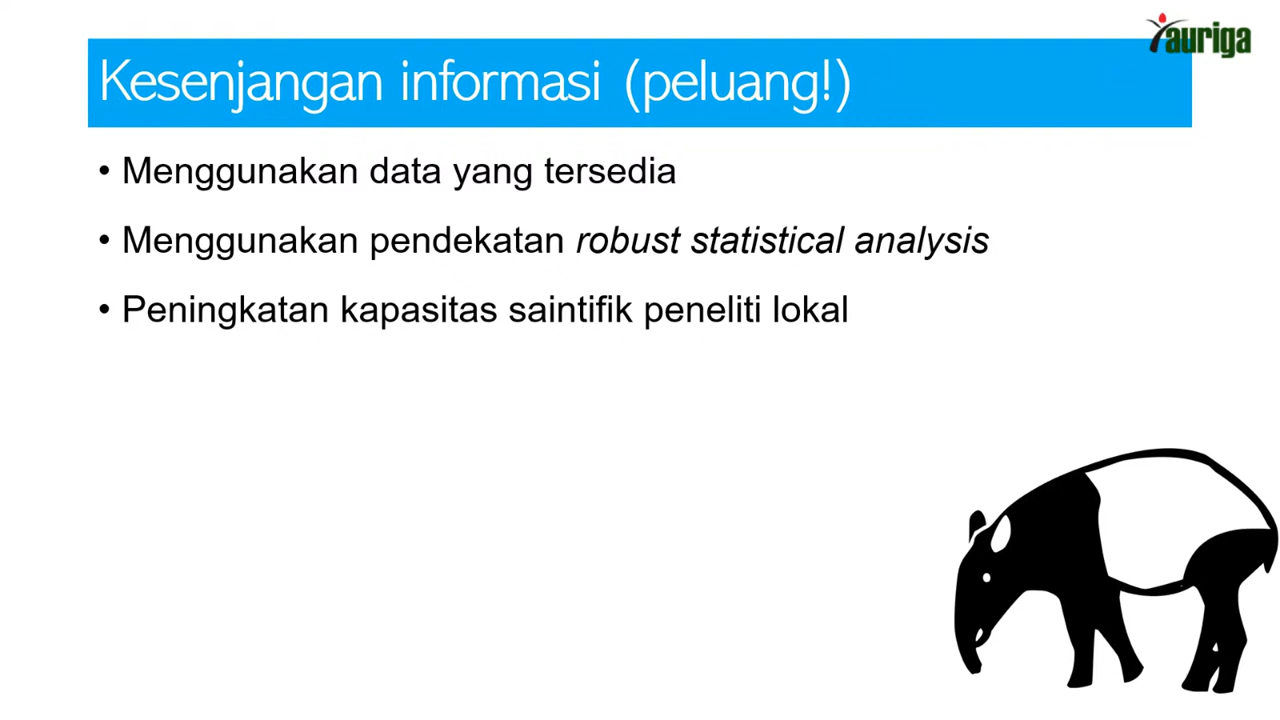 auriga
Kesenjangan informasi (peluang!)
• Menggunakan data yang tersedia
• Menggunakan pendekatan robust statistical analysis
• Peningkatan kapasitas saintifik peneliti lokal